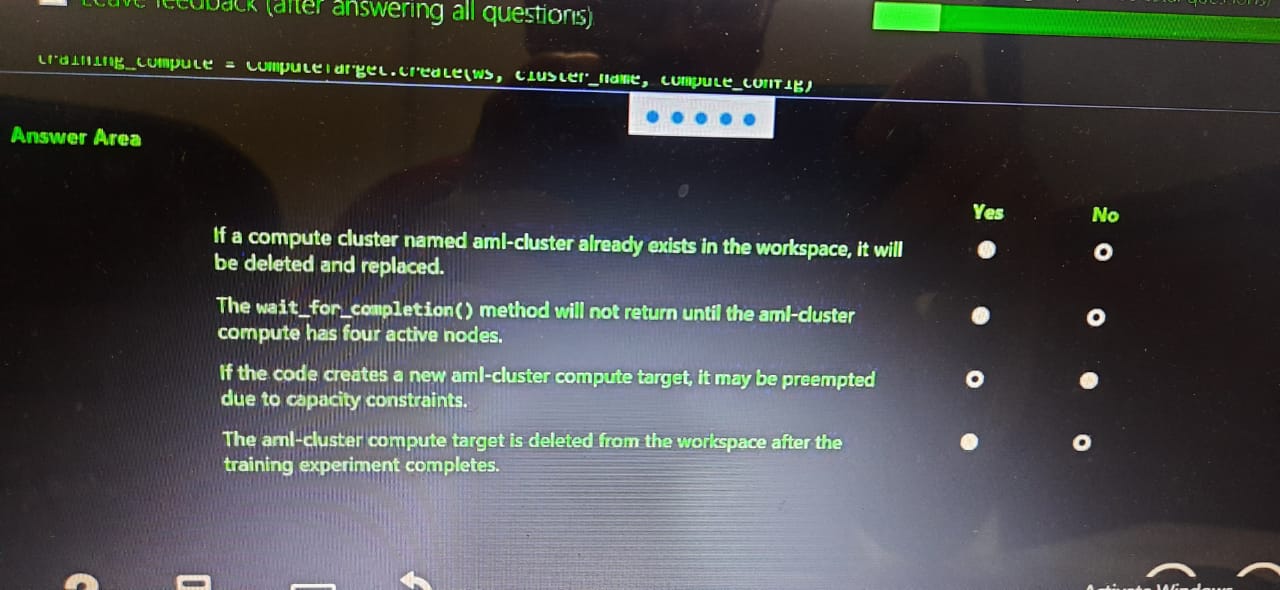 Leave feedback (after answering all questions)
training_compute = ComputeTarget.create(ws, cluster_name, compute_config)
Answer Area
Yes No
If a compute cluster named aml-cluster already exists in the workspace, it will
be deleted and replaced.
The wait_for_completion() method will not return until the aml-cluster
compute has four active nodes.
If the code creates a new aml-cluster compute target, it may be preempted
due to capacity constraints.
The aml-cluster compute target is deleted from the workspace after the
training experiment completes.
Activate Windows